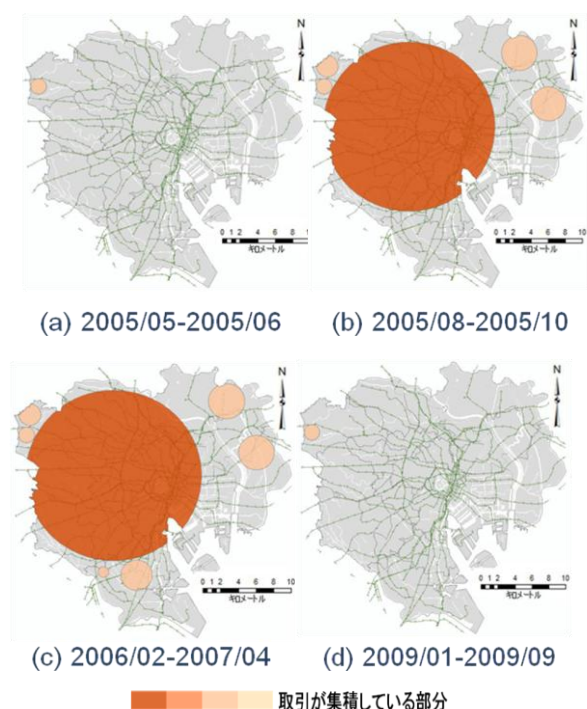 N
0 1 2 4 6 8
キロメートル
N
0 1 2 4 6 8 10
キロメートル
(a) 2005/05-2005/06
(b) 2005/08-2005/10
N
0 1 2 4 6 8 10
キロメートル
N
0 1 2 4 6 8 10
キロメートル
(c) 2006/02-2007/04
(d) 2009/01-2009/09
取引が集積している部分